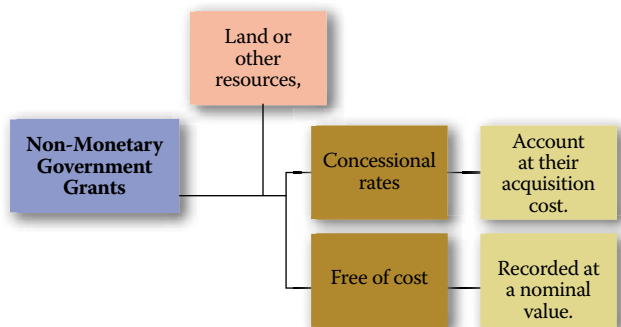 Land or
other
resources,
Non-Monetary
Government
Grants
Concessional
rates
Account
at their
acquisition
cost.
Free of cost
Recorded at
a nominal
value.